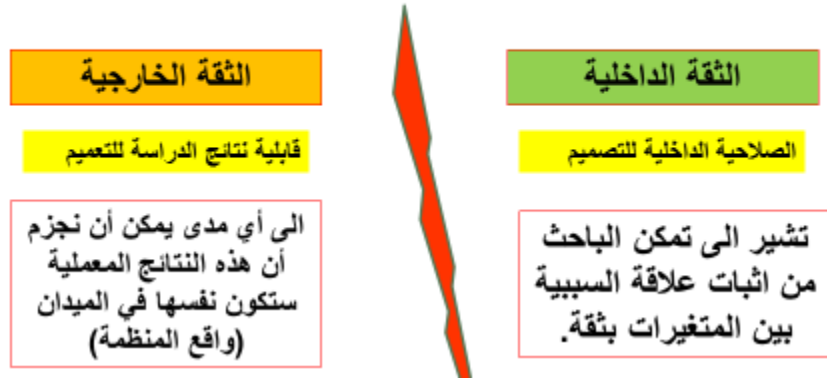 الثقة الداخلية
الصلاحية الداخلية للتصميم
تشير الى تمكن الباحث
من اثبات علاقة السببية
بين المتغيرات بثقة.
الثقة الخارجية
قابلية نتائج الدراسة للتعميم
الى أي مدى يمكن أن نجزم
أن هذه النتائج المعملية
ستكون نفسها في الميدان
(واقع المنظمة)